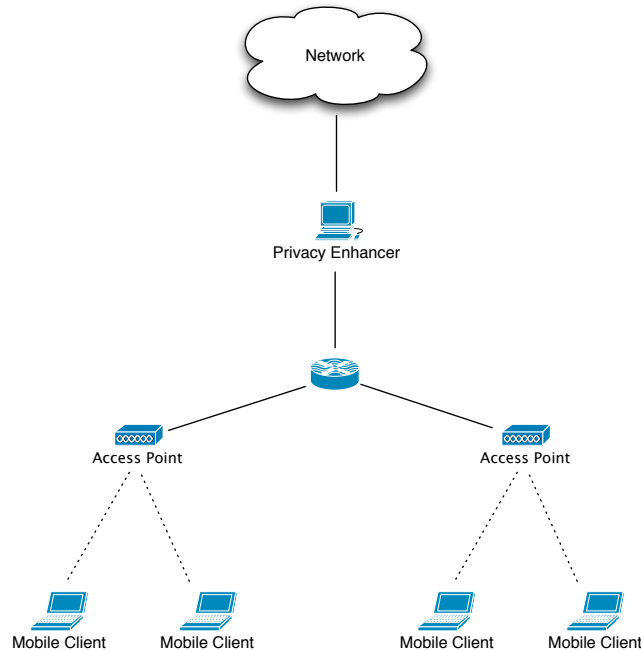 Network
Privacy Enhancer
Access Point
Access Point
Mobile Client
Mobile Client
Mobile Client
Mobile Client